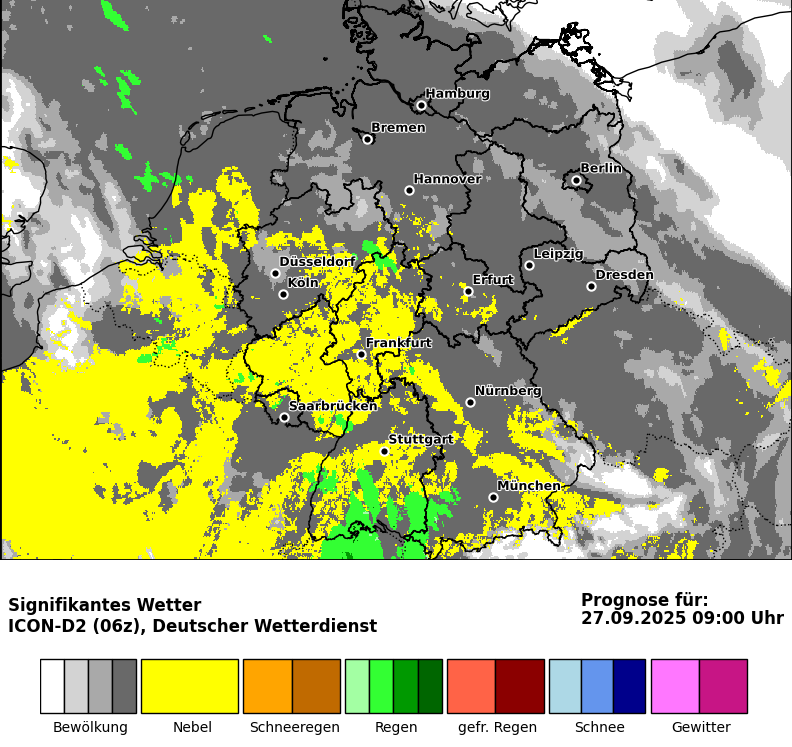 Hamburg
Bremen
Berlin
Hannover
Leipzig
Düsseldorf
Dresden
Köln
Erfurt
Frankfurt
Nürnberg
Saarbrücken
Stuttgart
München
Signifikantes Wetter
ICON-D2 (06z), Deutscher Wetterdienst
Prognose für:
27.09.2025 09:00 Uhr
Bewölkung Nebel Schneeregen Regen gefr. Regen Schnee Gewitter